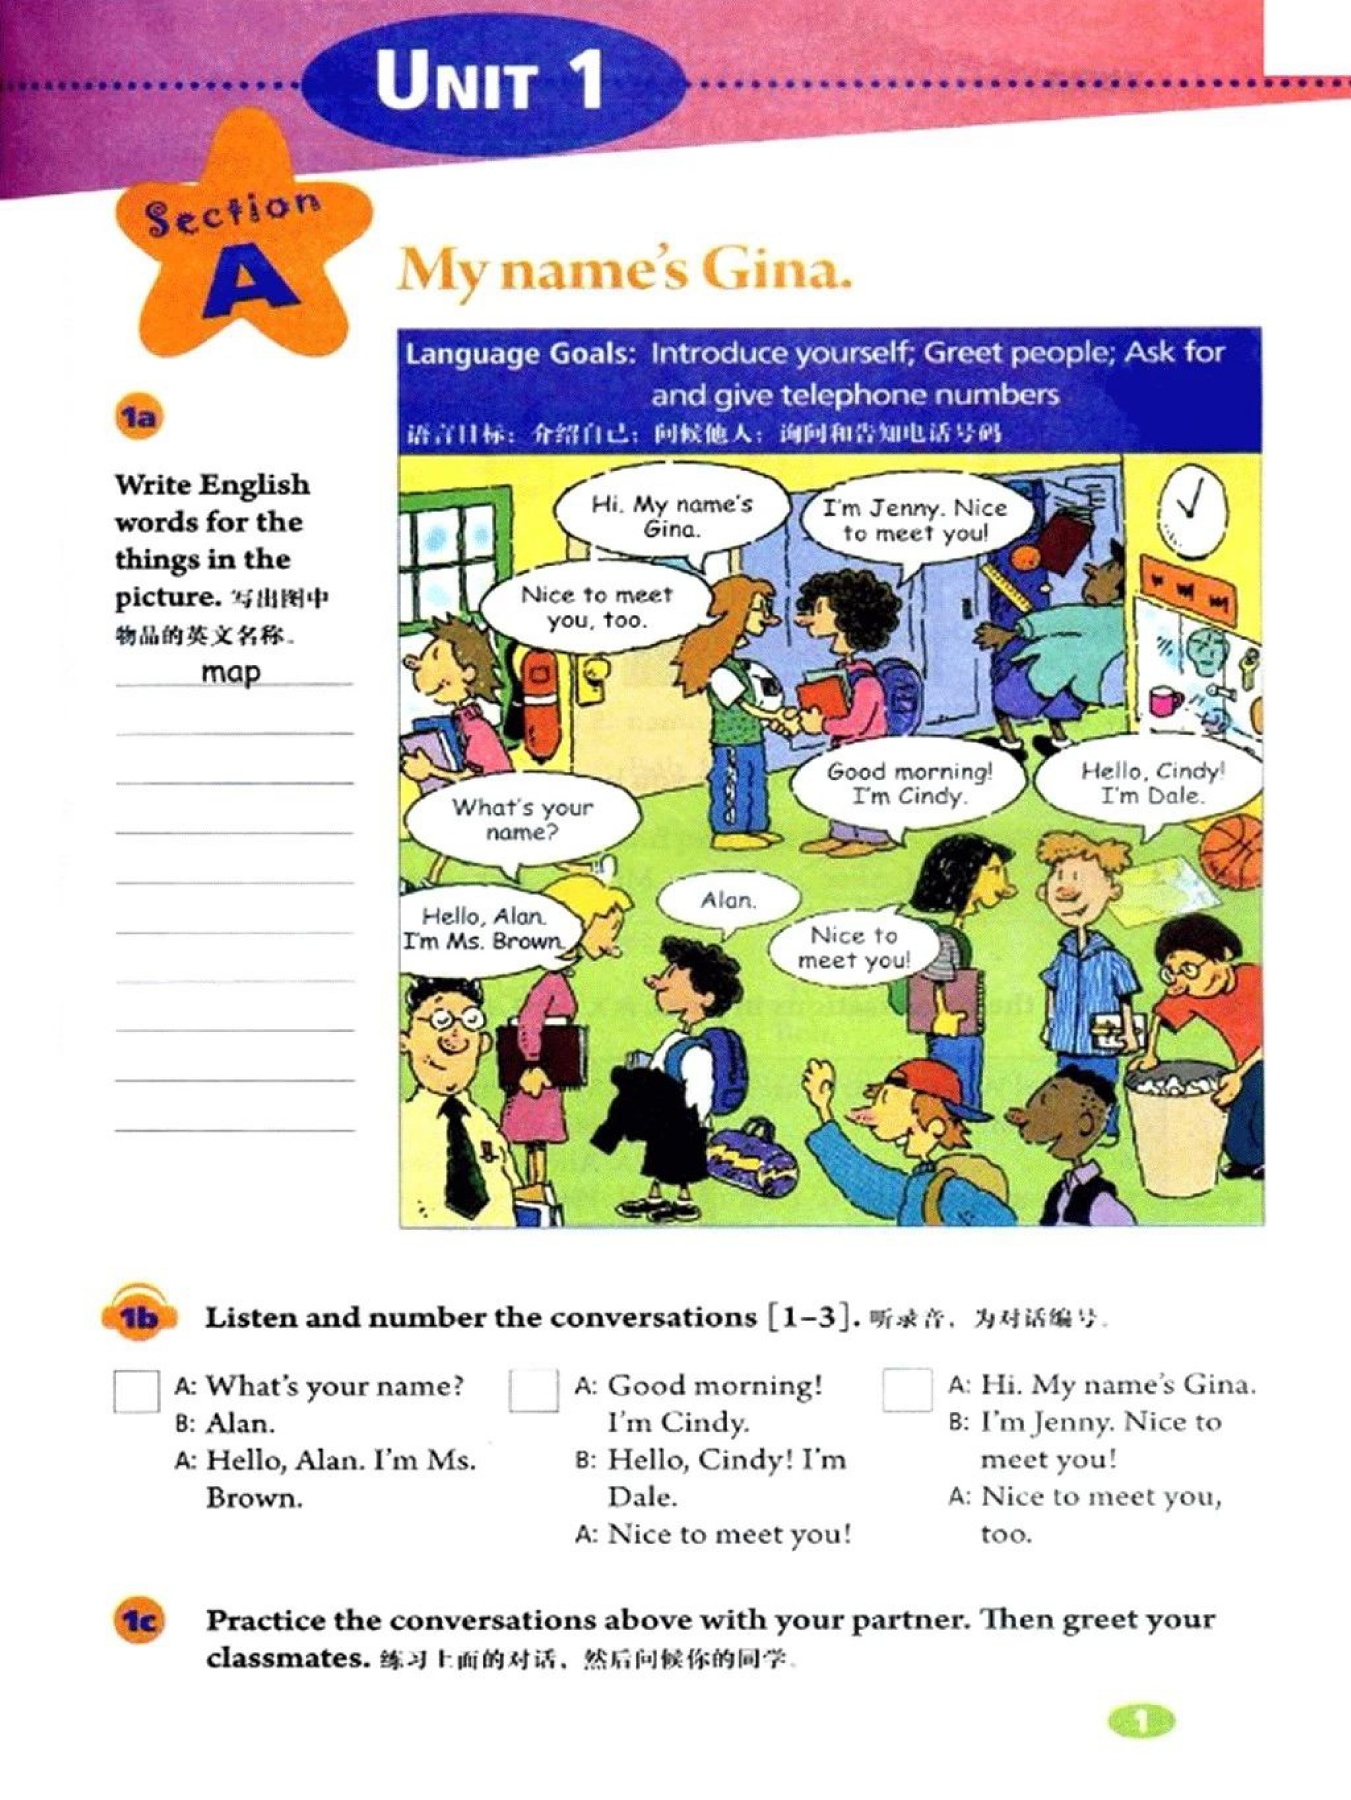 UNIT 1
Section
A
My name's Gina.
Language Goals: Introduce yourself; Greet people; Ask for
and give telephone numbers
语言目标：介绍自己；问候他人；询问和告知电话号码
1a
Write English
words for the
things in the
picture. 写出图中
物品的英文名称。
map
Hi. My name's
Gina.
I'm Jenny. Nice
to meet you!
Nice to meet
you, too.
Good morning!
I'm Cindy.
Hello, Cindy!
I'm Dale.
What's your
name?
Alan.
Hello, Alan.
I'm Ms. Brown.
Nice to
meet you!
1b
Listen and number the conversations [1-3]. 听录音，为对话编号。
A: What's your name?
B: Alan.
A: Hello, Alan. I'm Ms.
Brown.
A: Good morning!
I'm Cindy.
B: Hello, Cindy! I'm
Dale.
A: Nice to meet you!
A: Hi. My name's Gina.
B: I'm Jenny. Nice to
meet you!
A: Nice to meet you,
too.
1c
Practice the conversations above with your partner. Then greet your
classmates. 练习上面的对话，然后问候你的同学。
1